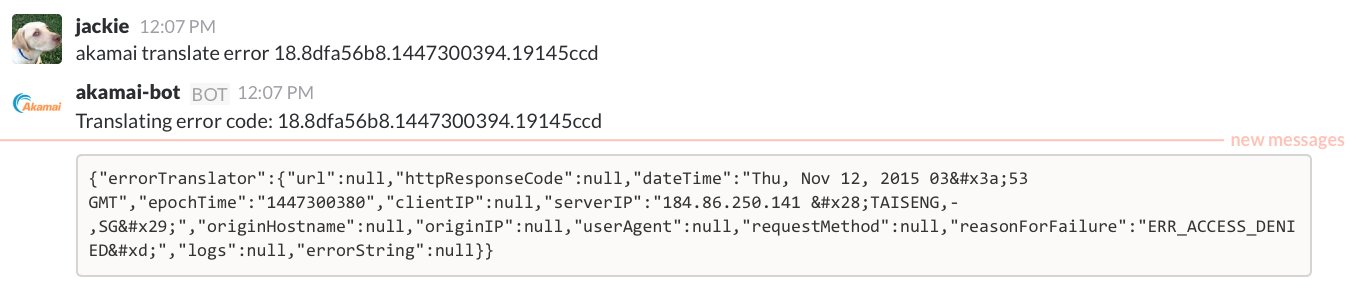 jackie 12:07 PM
akamai translate error 18.8dfa56b8.1447300394.19145ccd
Akamai
akamai-bot BOT 12:07 PM
Translating error code: 18.8dfa56b8.1447300394.19145ccd
new messages
{"errorTranslator":{"url":null,"httpResponseCode":null,"dateTime":"Thu, Nov 12, 2015 03&#x3a;53
GMT","epochTime":"1447300380","clientIP":null,"serverIP":"184.86.250.141 &#x28;TAISENG,-
,SG&#x29;","originHostname":null,"originIP":null,"userAgent":null,"requestMethod":null,"reasonForFailure":"ERR_ACCESS_DENI
ED&#xd;","logs":null,"errorString":null}}